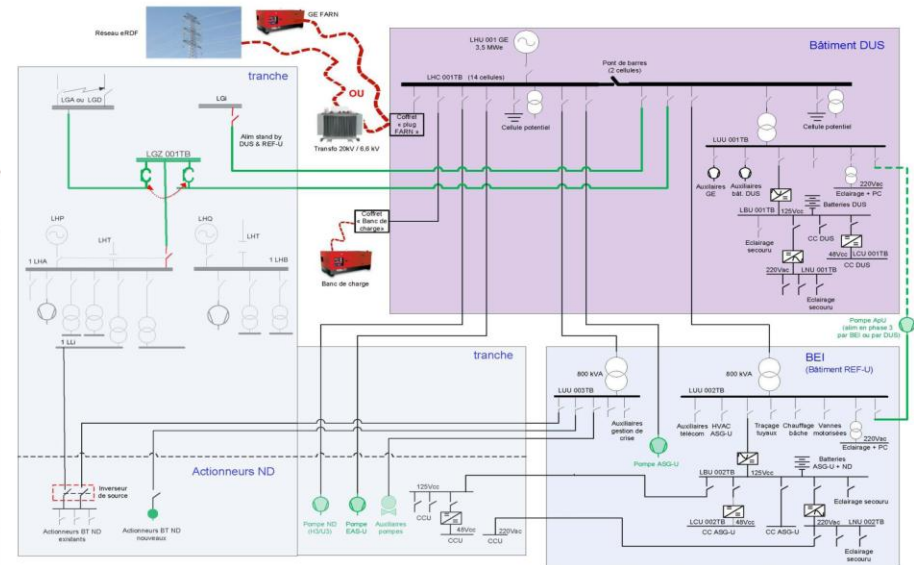 GE FARN
Réseau eRDF
OU
Transfo 20kV / 6,6 kV
Coffret
« plug
FARN »
Coffret
« Banc de
charge»
Banc de charge
tranche
LGA ou LGD
LGi
Alim stand by
DUS & REF-U
LGZ 001TB
LHP
LHT
LHQ
LHT
1 LHA
1 LHB
1 LLi
Bâtiment DUS
LHU 001 GE
3,5 MWe
Pont de barres
(2 cellules)
LHC 001TB (14 cellules)
Cellule potentiel
Cellule potentiel
LUU 001TB
Auxiliaires
GE
Auxiliaires
bât. DUS
220Vac
Eclairage + PC
Batteries DUS
125Vcc
LBU 001TB
Eclairage
secouru
CC DUS
48Vcc
LCU 001TB
CC DUS
220Vac
LNU 001TB
Eclairage
secouru
Pompe ApU
(alim en phase 3
par BEI ou par DUS)
tranche
BEI
(Bâtiment REF-U)
800 kVA
LUU 003TB
Auxiliaires
gestion de
crise
800 kVA
LUU 002TB
Auxiliaires
télécom
HVAC
ASG-U
Traçage
tuyaux
Chauffage
bâche
Vannes
motorisées
220Vac
Eclairage + PC
Pompe ASG-U
Batteries
ASG-U + ND
LBU 002TB
125Vcc
Eclairage secouru
LCU 002TB
48Vcc
CC ASG-U
CC ASG-U
220Vac
LNU 002TB
Eclairage
secouru
Actionneurs ND
Inverseur
de source
Actionneurs BT ND
existants
Actionneurs BT ND
nouveaux
Pompe ND
(H3/U3)
Pompe
EAS-U
Auxiliaires
pompes
125Vcc
CCU
48Vcc
CCU
220Vac
CCU